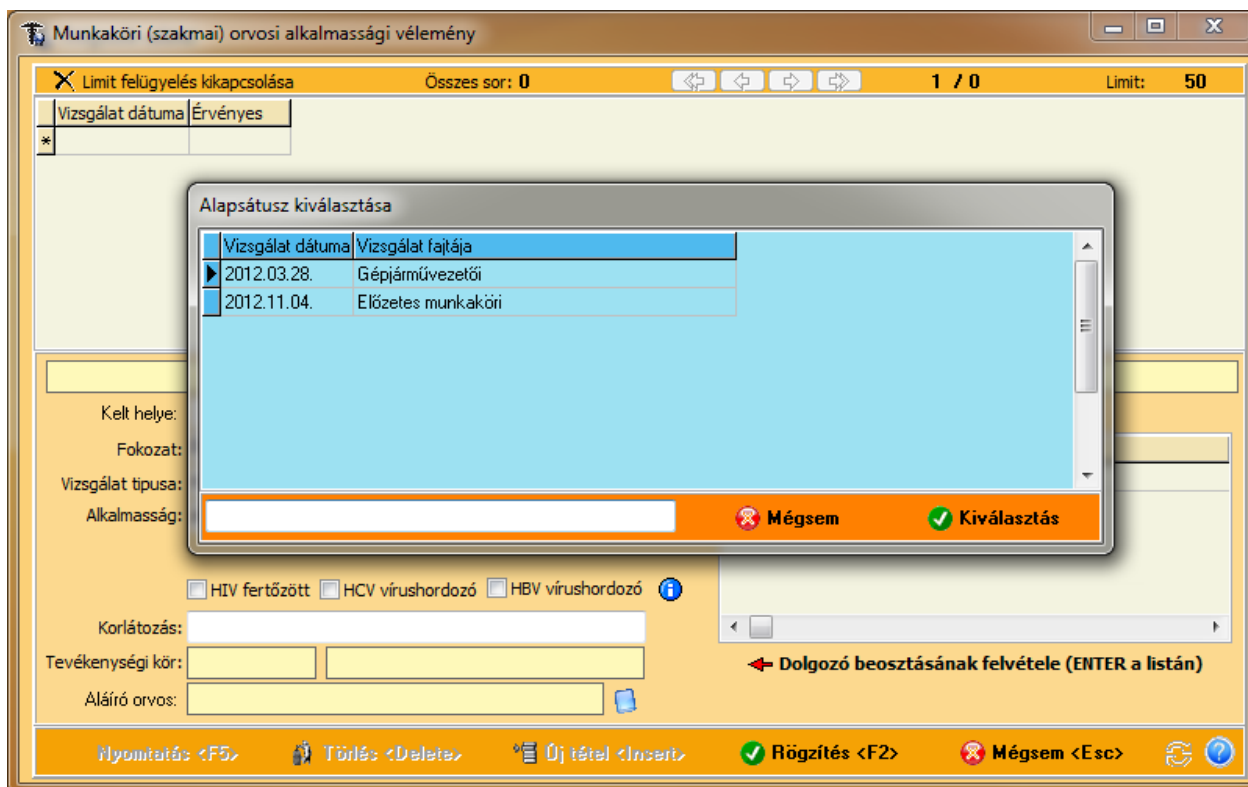 Munkaköri (szakmai) orvosi alkalmassági vélemény
Limit felügyelés kikapcsolása Összes sor: 0 1 / 0 Limit: 50
Vizsgálat dátuma Érvényes
*
Alapsátusz kiválasztása
Vizsgálat dátuma Vizsgálat fajtája
2012.03.28. Gépjárművezetői
2012.11.04. Előzetes munkaköri
Mégsem Kiválasztás
Kelt helye:
Fokozat:
Vizsgálat tipusa:
Alkalmasság:
HIV fertőzött HCV vírushordozó HBV vírushordozó
Korlátozás:
Tevékenységi kör:
Dolgozó beosztásának felvétele (ENTER a listán)
Aláíró orvos:
Nyomtatás <F5> Törlés <Delete> Új tétel <Insert> Rögzítés <F2> Mégsem <Esc>